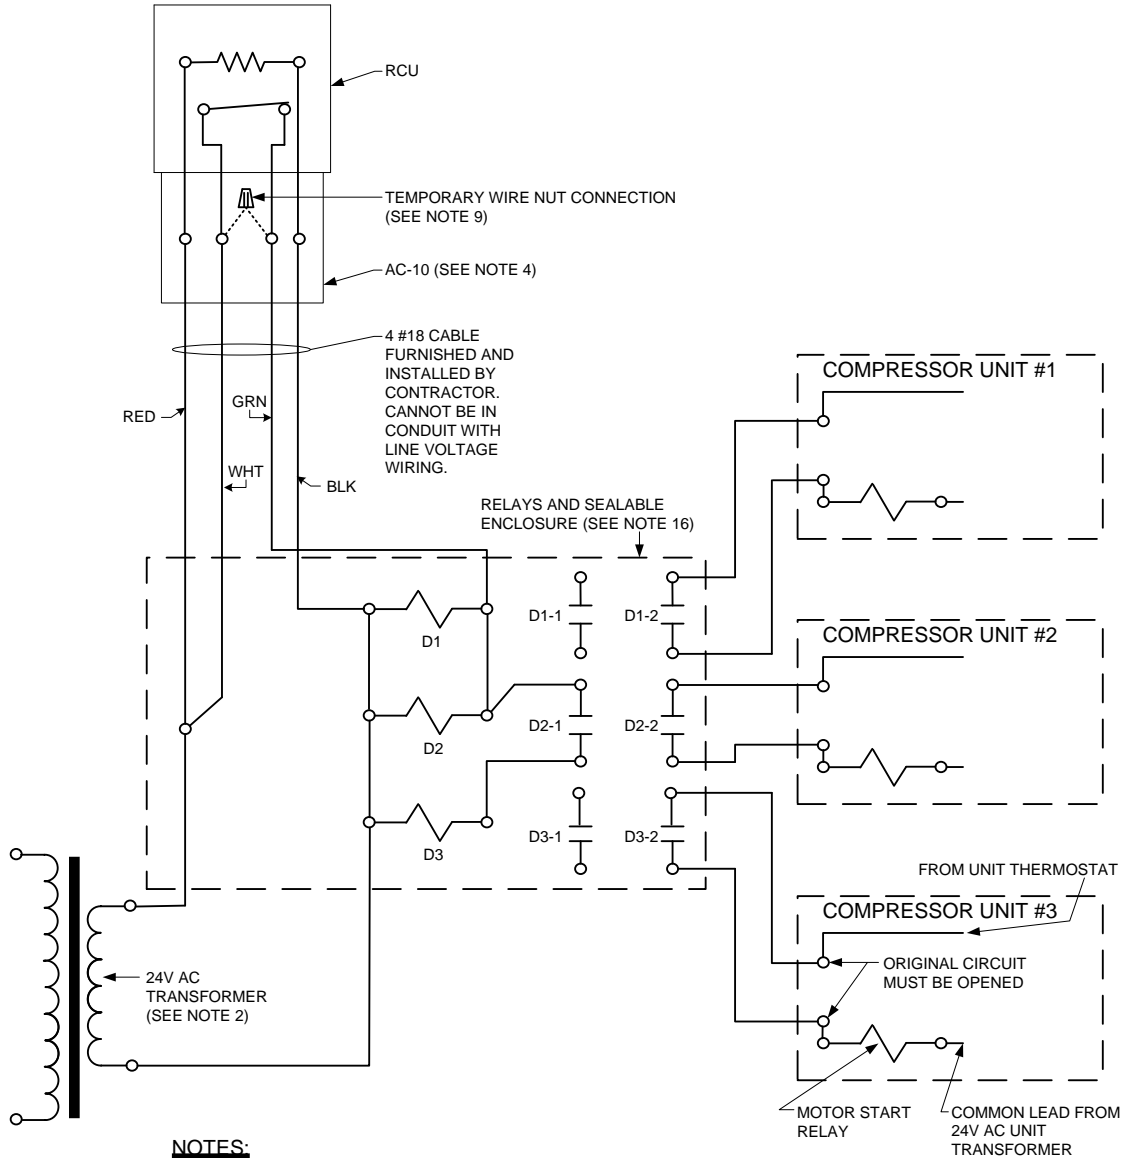 RCU
TEMPORARY WIRE NUT CONNECTION
(SEE NOTE 9)
AC-10 (SEE NOTE 4)
4 #18 CABLE
FURNISHED AND
INSTALLED BY
CONTRACTOR.
CANNOT BE IN
CONDUIT WITH
LINE VOLTAGE
WIRING.
RED
GRN
WHT
BLK
COMPRESSOR UNIT #1
RELAYS AND SEALABLE
ENCLOSURE (SEE NOTE 16)
D1
D1-1
D1-2
COMPRESSOR UNIT #2
D2
D2-1
D2-2
D3
D3-1
D3-2
FROM UNIT THERMOSTAT
COMPRESSOR UNIT #3
ORIGINAL CIRCUIT
MUST BE OPENED
24V AC
TRANSFORMER
(SEE NOTE 2)
MOTOR START
RELAY
COMMON LEAD FROM
24V AC UNIT
TRANSFORMER
NOTES: